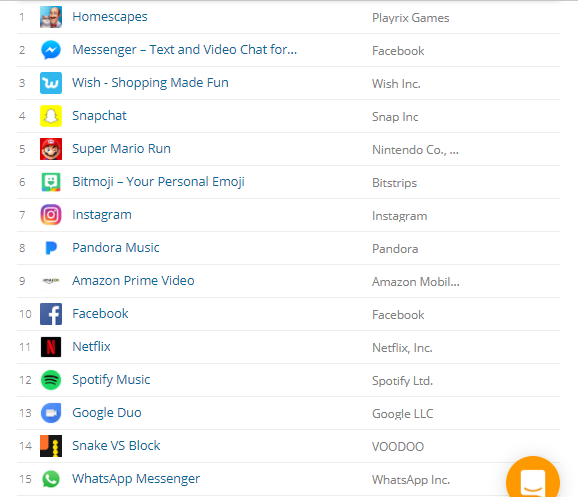 1 Homescapes Playrix Games
2 Messenger – Text and Video Chat for... Facebook
3 Wish - Shopping Made Fun Wish Inc.
4 Snapchat Snap Inc
5 Super Mario Run Nintendo Co., ...
6 Bitmoji – Your Personal Emoji Bitstrips
7 Instagram Instagram
8 Pandora Music Pandora
9 Amazon Prime Video Amazon Mobil...
10 Facebook Facebook
11 Netflix Netflix, Inc.
12 Spotify Music Spotify Ltd.
13 Google Duo Google LLC
14 Snake VS Block VOODOO
15 WhatsApp Messenger WhatsApp Inc.